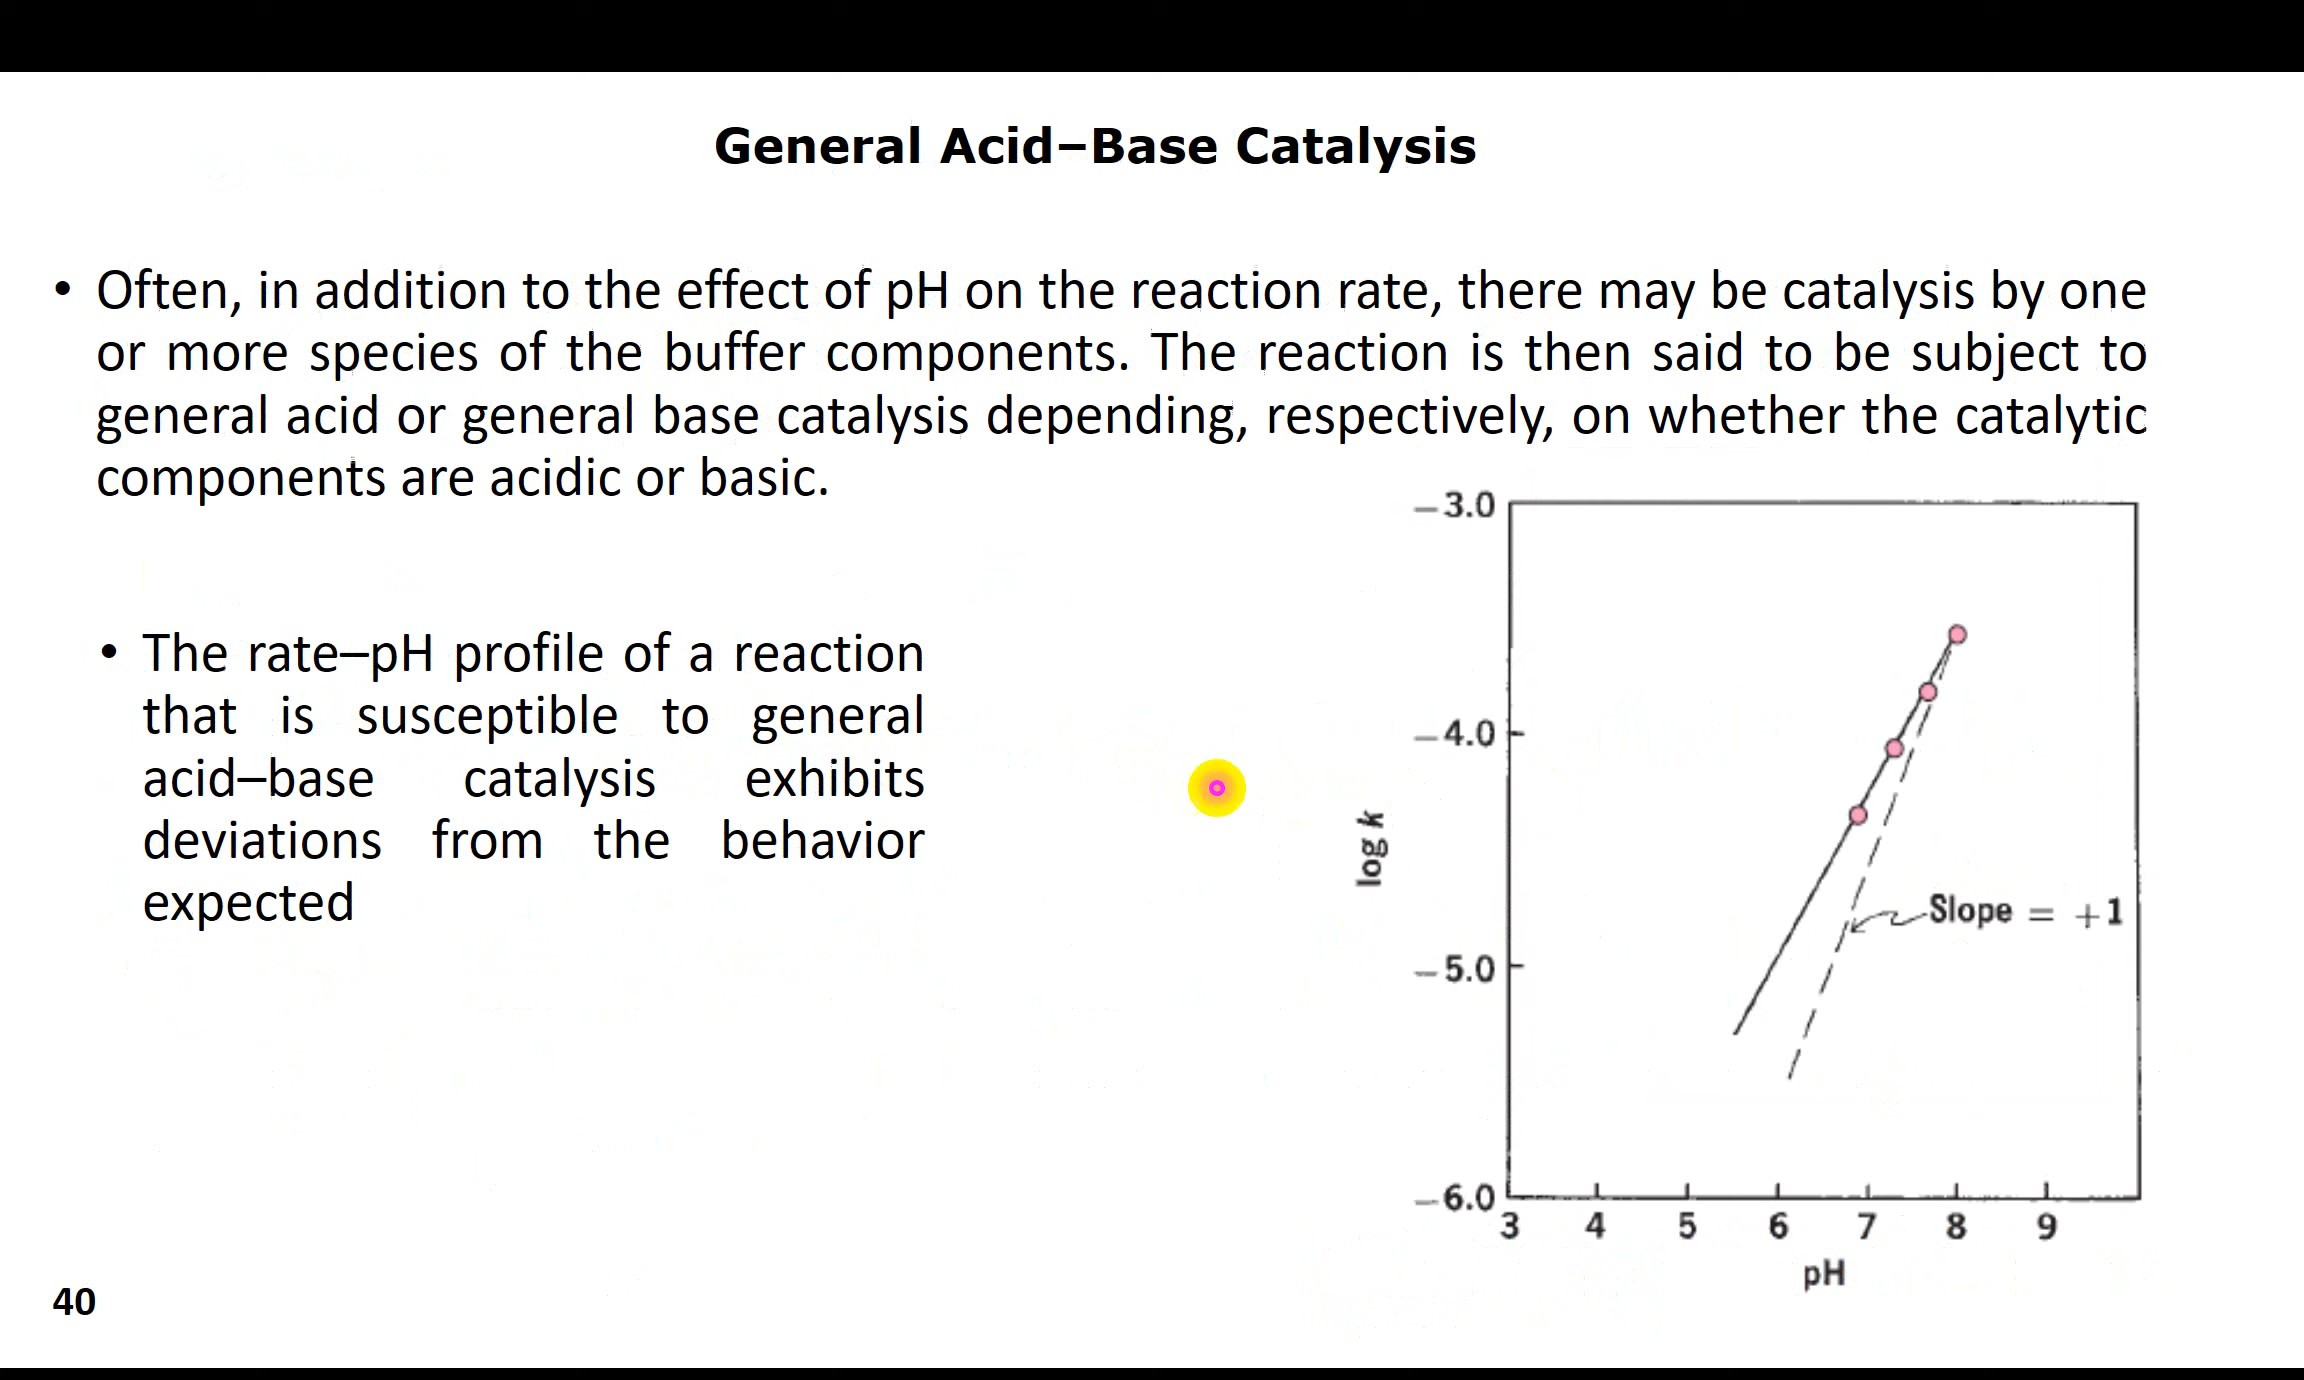 General Acid–Base Catalysis
• Often, in addition to the effect of pH on the reaction rate, there may be catalysis by one
or more species of the buffer components. The reaction is then said to be subject to
general acid or general base catalysis depending, respectively, on whether the catalytic
components are acidic or basic.
• The rate–pH profile of a reaction
that is susceptible to general
acid–base catalysis exhibits
deviations from the behavior
expected
−3.0
−4.0
−5.0
−6.0
log k
Slope = +1
3 4 5 6 7 8 9
pH
40